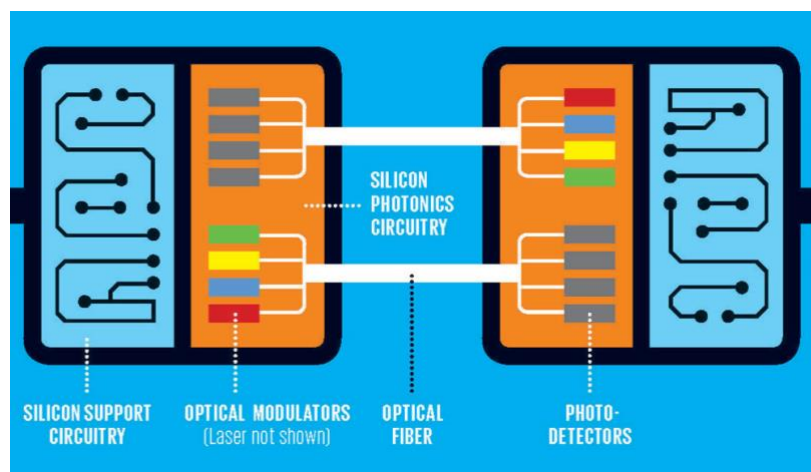 SILICON
PHOTONICS
CIRCUITRY
SILICON SUPPORT
CIRCUITRY
OPTICAL MODULATORS
(Laser not shown)
OPTICAL
FIBER
PHOTO-
DETECTORS